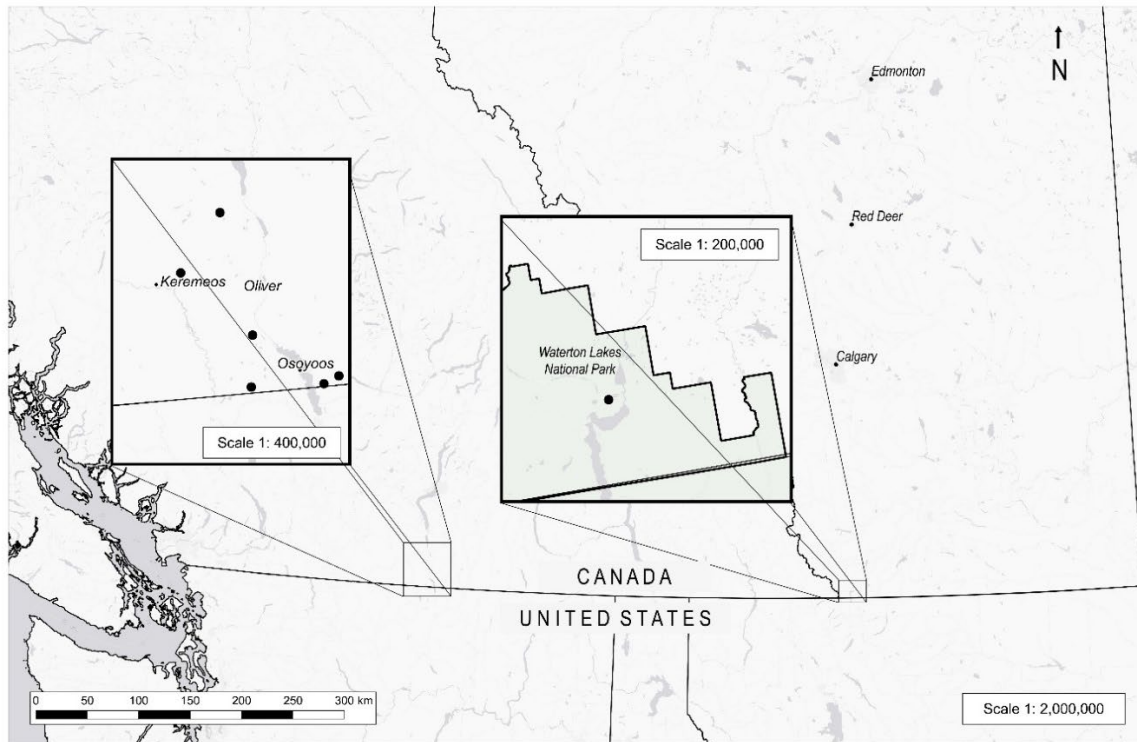 N
Edmonton
Red Deer
Calgary
Keremeos
Oliver
Osoyoos
Scale 1: 400,000
Scale 1: 200,000
Waterton Lakes
National Park
CANADA
UNITED STATES
0 50 100 150 200 250 300 km
Scale 1: 2,000,000